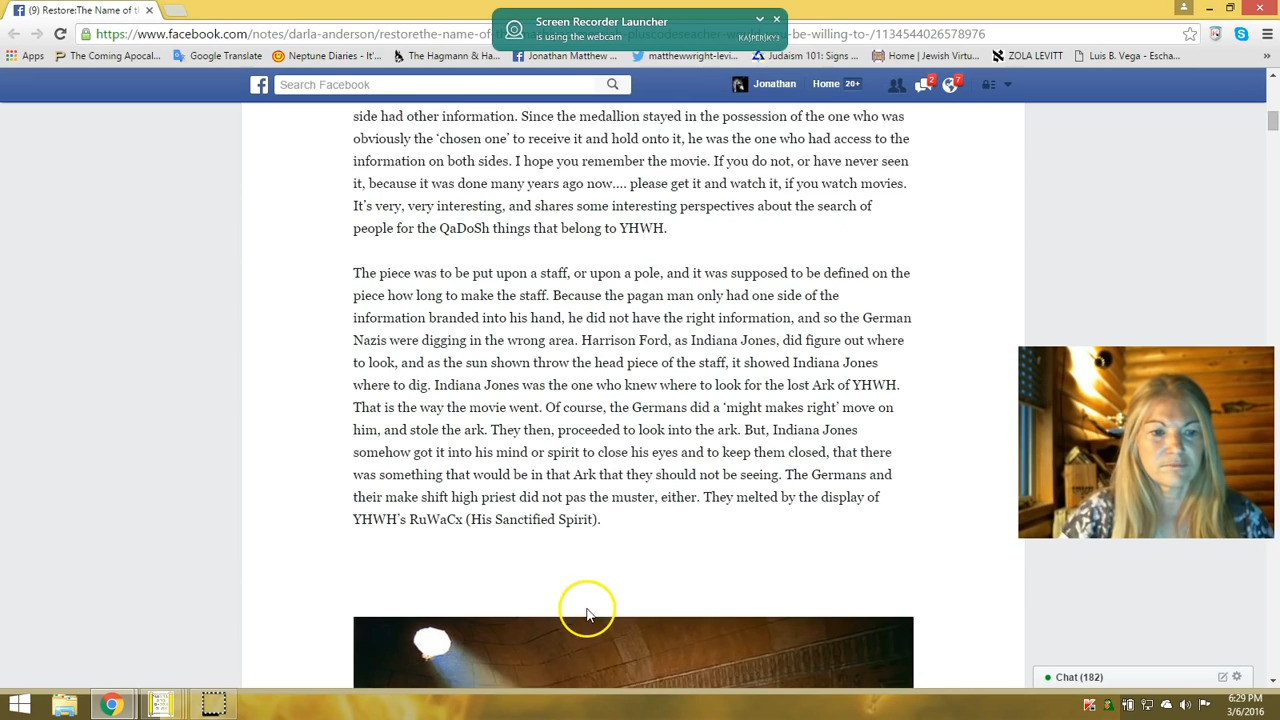 (9) Restore:The Name of th
Screen Recorder Launcher
is using the webcam
KASPERSKY
https://www.facebook.com/notes/darla-anderson/restorethe-name-of-
be-willing-to-/1134544026578976
Apps
The Coming Apocal...
Google Translate
Neptune Diaries - It'...
The Hagmann & Ha...
Jonathan Matthew...
matthewwright-levi...
Judaism 101: Signs...
Home | Jewish Virtu...
ZOLA LEVITT
Luis B. Vega - Escha...
»
Search Facebook
Jonathan
Home 20+
2
7
side had other information. Since the medallion stayed in the possession of the one who was
obviously the ‘chosen one’ to receive it and hold onto it, he was the one who had access to the
information on both sides. I hope you remember the movie. If you do not, or have never seen
it, because it was done many years ago now…. please get it and watch it, if you watch movies.
It’s very, very interesting, and shares some interesting perspectives about the search of
people for the QaDoSh things that belong to YHWH.
The piece was to be put upon a staff, or upon a pole, and it was supposed to be defined on the
piece how long to make the staff. Because the pagan man only had one side of the
information branded into his hand, he did not have the right information, and so the German
Nazis were digging in the wrong area. Harrison Ford, as Indiana Jones, did figure out where
to look, and as the sun shown throw the head piece of the staff, it showed Indiana Jones
where to dig. Indiana Jones was the one who knew where to look for the lost Ark of YHWH.
That is the way the movie went. Of course, the Germans did a ‘might makes right’ move on
him, and stole the ark. They then, proceeded to look into the ark. But, Indiana Jones
somehow got it into his mind or spirit to close his eyes and to keep them closed, that there
was something that would be in that Ark that they should not be seeing. The Germans and
their make shift high priest did not pas the muster, either. They melted by the display of
YHWH’s RuWaCx (His Sanctified Spirit).
Chat (182)
6:29 PM
3/6/2016